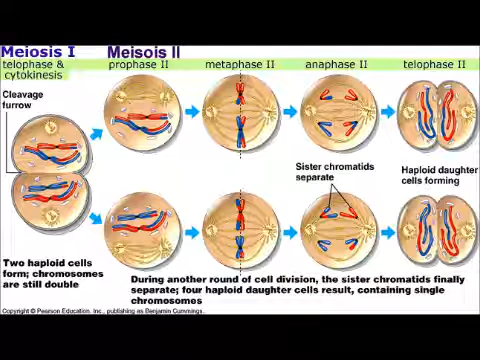 Meiosis I
Meisois II
telophase &
cytokinesis
prophase II
metaphase II
anaphase II
telophase II
Cleavage
furrow
Sister chromatids
separate
Haploid daughter
cells forming
Two haploid cells
form; chromosomes
are still double
During another round of cell division, the sister chromatids finally
separate; four haploid daughter cells result, containing single
chromosomes
Copyright © Pearson Education, Inc., publishing as Benjamin Cummings.